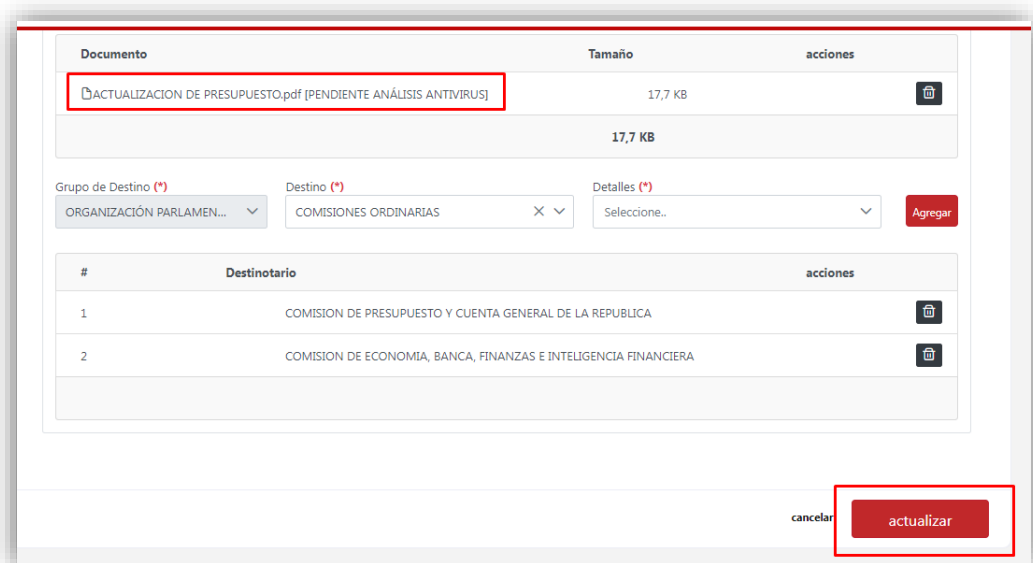 Documento Tamaño acciones
ACTUALIZACION DE PRESUPUESTO.pdf [PENDIENTE ANÁLISIS ANTIVIRUS] 17,7 KB
17,7 KB
Grupo de Destino (*) Destino (*) Detalles (*)
ORGANIZACIÓN PARLAMEN... COMISIONES ORDINARIAS Seleccione.. Agregar
# Destinotario acciones
1 COMISION DE PRESUPUESTO Y CUENTA GENERAL DE LA REPUBLICA
2 COMISION DE ECONOMIA, BANCA, FINANZAS E INTELIGENCIA FINANCIERA
cancelar actualizar